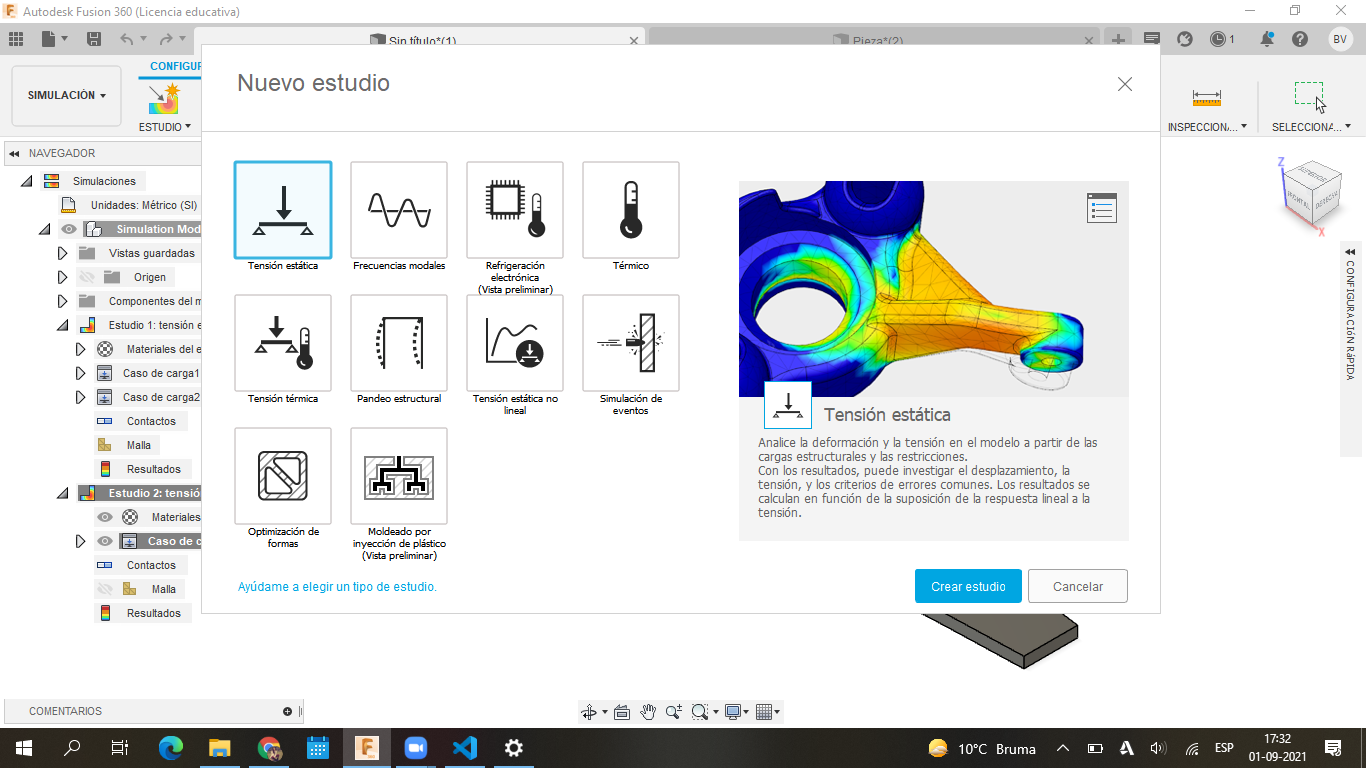 Autodesk Fusion 360 (Licencia educativa)
Sin título*(1)
Pieza*(2)
1
BV
SIMULACIÓN
CONFIGUR
ESTUDIO
INSPECCION...
SELECCIONA...
NAVEGADOR
Simulaciones
Unidades: Métrico (SI)
Simulation Mod
Vistas guardadas
Origen
Componentes del m
Estudio 1: tensión e
Materiales del e
Caso de carga1
Caso de carga2
Contactos
Malla
Resultados
Estudio 2: tensió
Materiales
Caso de c
Contactos
Malla
Resultados
Nuevo estudio
Tensión estática
Frecuencias modales
Refrigeración
electrónica
(Vista preliminar)
Térmico
Tensión térmica
Pandeo estructural
Tensión estática no
lineal
Simulación de
eventos
Optimización de
formas
Moldeado por
inyección de plástico
(Vista preliminar)
Tensión estática
Analice la deformación y la tensión en el modelo a partir de las
cargas estructurales y las restricciones.
Con los resultados, puede investigar el desplazamiento, la
tensión, y los criterios de errores comunes. Los resultados se
calculan en función de la suposición de la respuesta lineal a la
tensión.
Ayúdame a elegir un tipo de estudio.
Crear estudio
Cancelar
Z
SUPERIOR
FRONTAL
DERECHA
X
CONFIGURACIÓN RÁPIDA
COMENTARIOS
10°C Bruma
ESP
17:32
01-09-2021